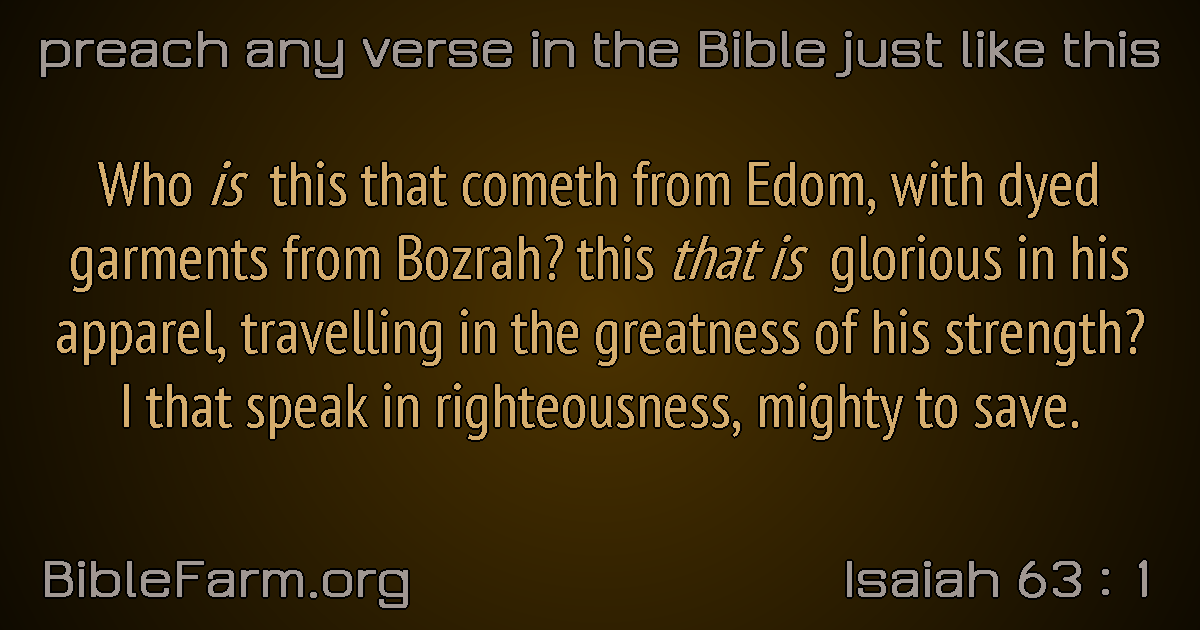 preach any verse in the Bible just like this
Who is this that cometh from Edom, with dyed
garments from Bozrah? this that is glorious in his
apparel, travelling in the greatness of his strength?
I that speak in righteousness, mighty to save.
BibleFarm.org
Isaiah 63 : 1